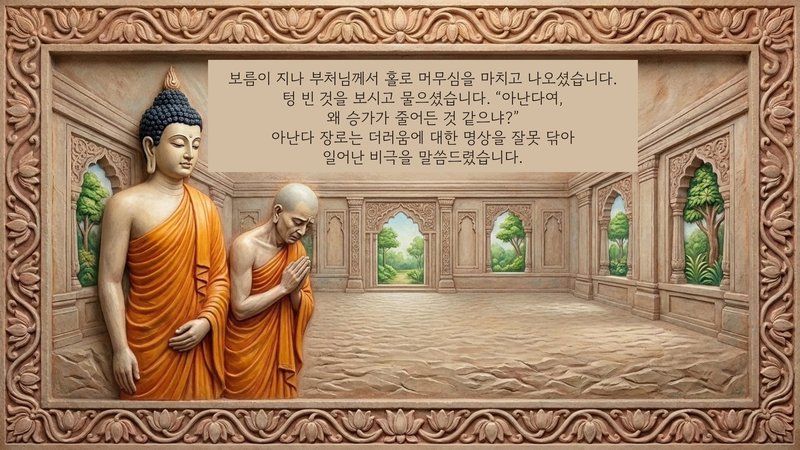 보름이 지나 부처님께서 홀로 머무심을 마치고 나오셨습니다.
텅 빈 것을 보시고 물으셨습니다. “아난다여,
왜 승가가 줄어든 것 같으냐?”
아난다 장로는 더러움에 대한 명상을 잘못 닦아
일어난 비극을 말씀드렸습니다.